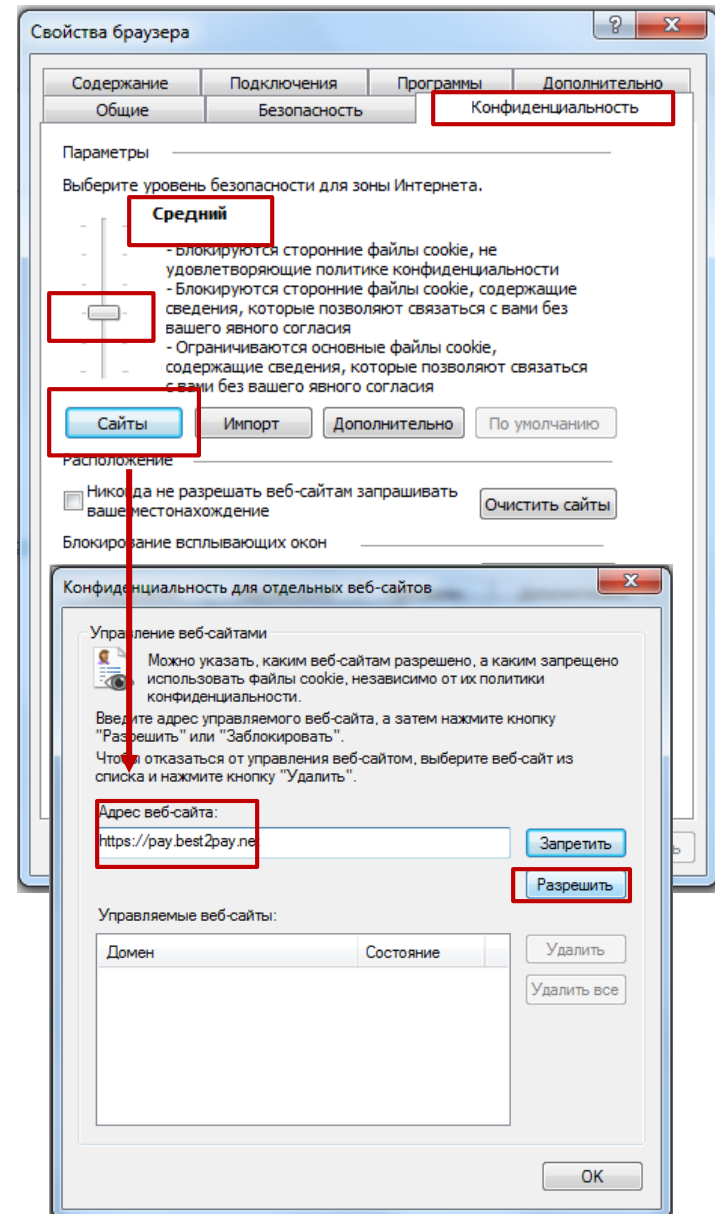 Свойства браузера
Содержание Подключения Программы Дополнительно
Общие Безопасность Конфиденциальность
Параметры
Выберите уровень безопасности для зоны Интернета.
Средний
- Блокируются сторонние файлы cookie, не
удовлетворяющие политике конфиденциальности
- Блокируются сторонние файлы cookie, содержащие
сведения, которые позволяют связаться с вами без
вашего явного согласия
- Ограничиваются основные файлы cookie,
содержащие сведения, которые позволяют связаться
с вами без вашего явного согласия
Сайты Импорт Дополнительно По умолчанию
Расположение
Никогда не разрешать веб-сайтам запрашивать
ваше местонахождение
Очистить сайты
Блокирование всплывающих окон
Конфиденциальность для отдельных веб-сайтов
Управление веб-сайтами
Можно указать, каким веб-сайтам разрешено, а каким запрещено
использовать файлы cookie, независимо от их политики
конфиденциальности.
Введите адрес управляемого веб-сайта, а затем нажмите кнопку
"Разрешить" или "Заблокировать".
Чтобы отказаться от управления веб-сайтом, выберите веб-сайт из
списка и нажмите кнопку "Удалить".
Адрес веб-сайта:
https://pay.best2pay.net
Запретить
Разрешить
Управляемые веб-сайты:
Домен Состояние
Удалить
Удалить все
OK